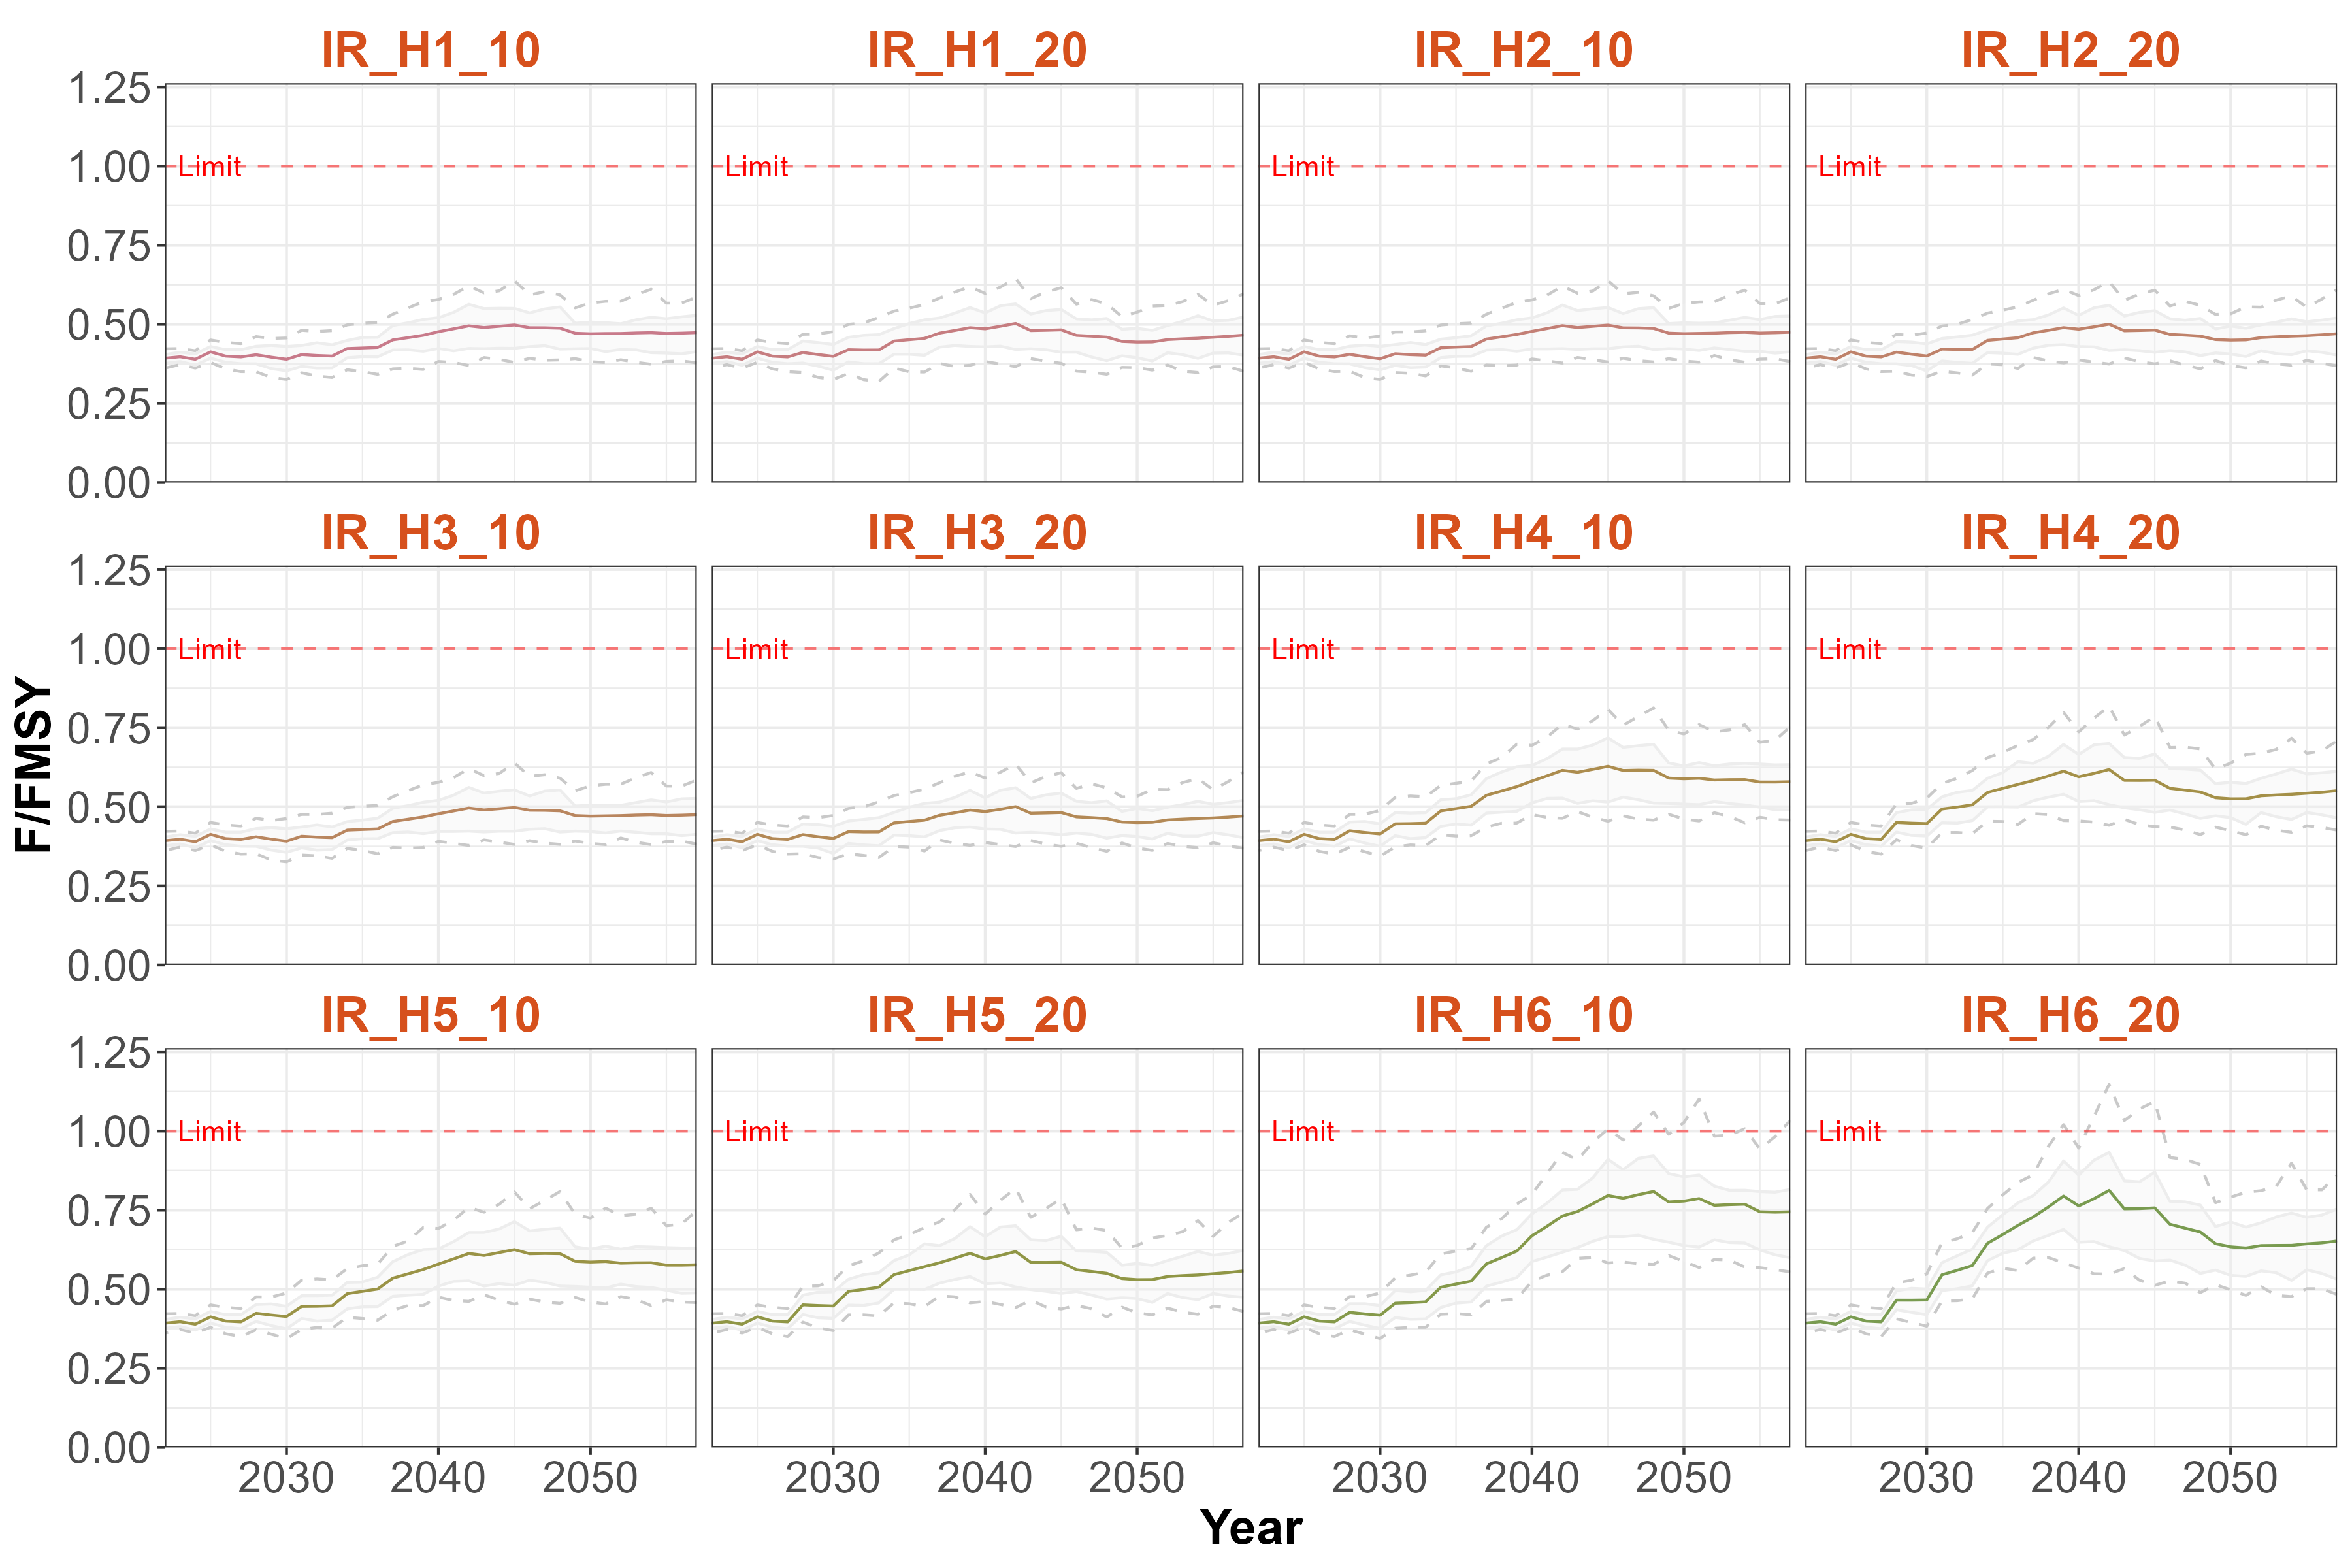 IR_H1_10 IR_H1_20 IR_H2_10 IR_H2_20
1.25
1.00
0.75
0.50
0.25
0.00
Limit Limit Limit Limit
IR_H3_10 IR_H3_20 IR_H4_10 IR_H4_20
1.25
1.00
0.75
0.50
0.25
0.00
Limit Limit Limit Limit
F/FMSY
IR_H5_10 IR_H5_20 IR_H6_10 IR_H6_20
1.25
1.00
0.75
0.50
0.25
0.00
Limit Limit Limit Limit
2030 2040 2050 2030 2040 2050 2030 2040 2050 2030 2040 2050
Year